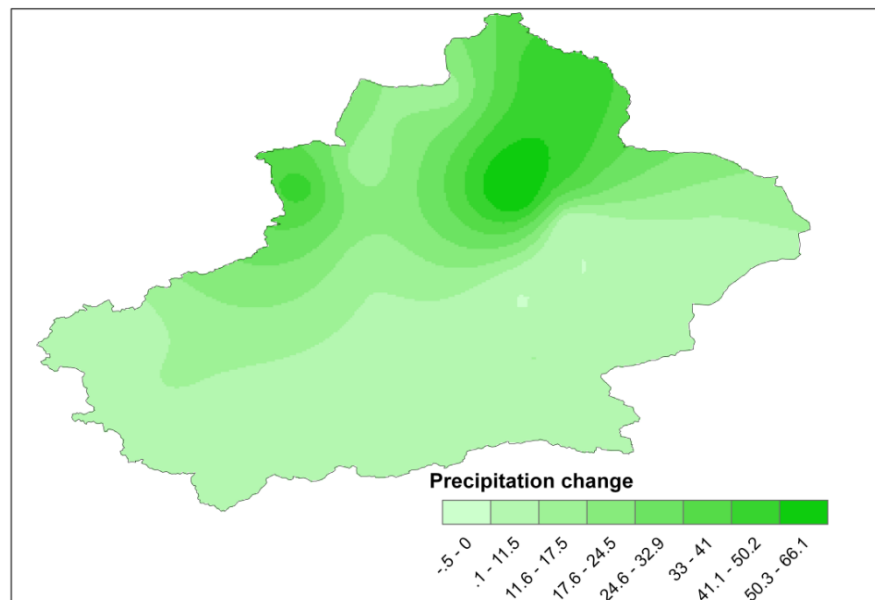 Precipitation change
-.5 - 0
.1 - 11.5
11.6 - 17.5
17.6 - 24.5
24.6 - 32.9
33 - 41
41.1 - 50.2
50.3 - 66.1